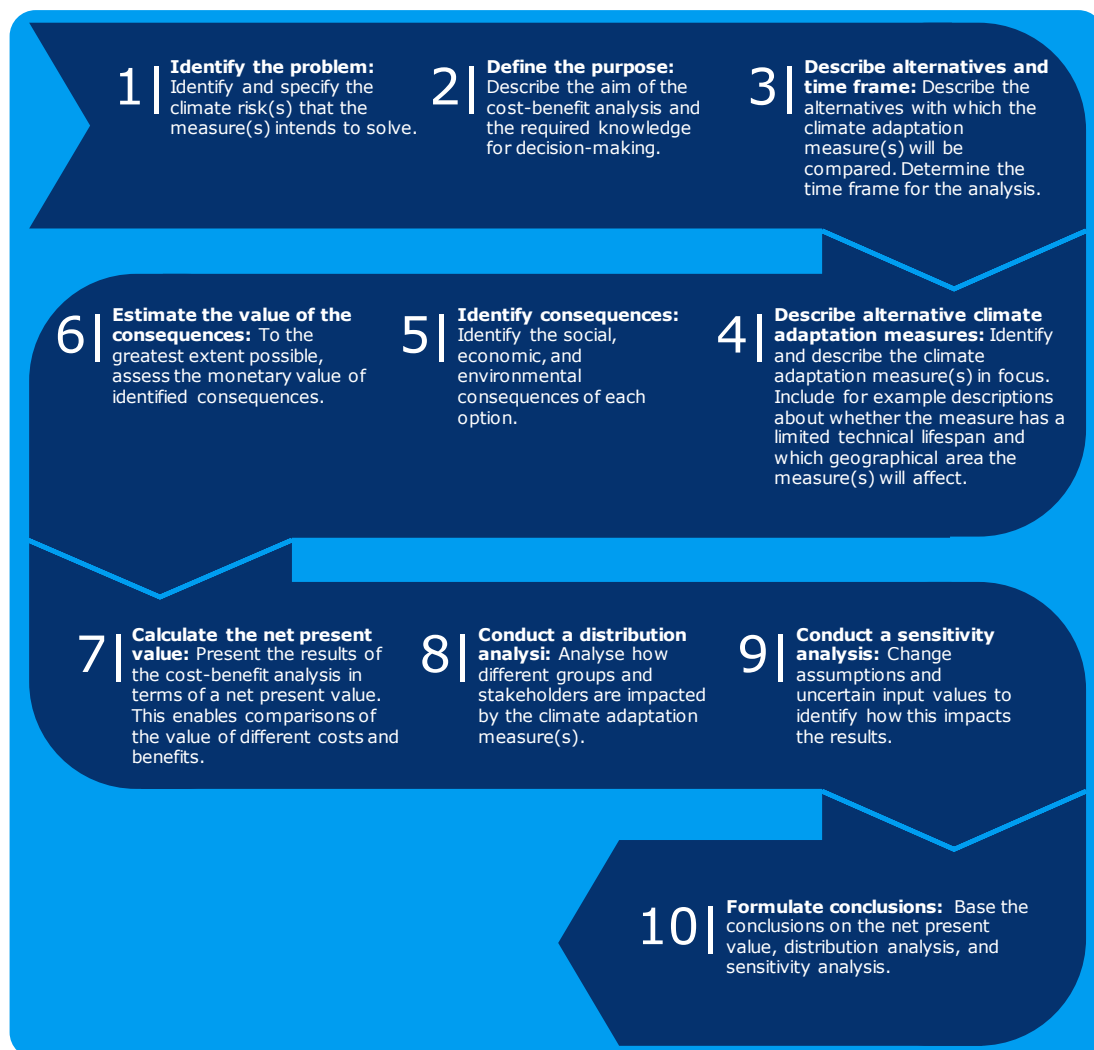 1
Identify the problem:
Identify and specify the
climate risk(s) that the
measure(s) intends to solve.
2
Define the purpose:
Describe the aim of the
cost-benefit analysis and
the required knowledge
for decision-making.
3
Describe alternatives and
time frame: Describe the
alternatives with which the
climate adaptation
measure(s) will be
compared. Determine the
time frame for the analysis.
4
Describe alternative climate
adaptation measures: Identify
and describe the climate
adaptation measure(s) in focus.
Include for example descriptions
about whether the measure has a
limited technical lifespan and
which geographical area the
measure(s) will affect.
5
Identify consequences:
Identify the social,
economic, and
environmental
consequences of each
option.
6
Estimate the value of the
consequences: To the
greatest extent possible,
assess the monetary value of
identified consequences.
7
Calculate the net present
value: Present the results of
the cost-benefit analysis in
terms of a net present value.
This enables comparisons of
the value of different costs and
benefits.
8
Conduct a distribution
analysi: Analyse how
different groups and
stakeholders are impacted
by the climate adaptation
measure(s).
9
Conduct a sensitivity
analysis: Change
assumptions and
uncertain input values to
identify how this impacts
the results.
10
Formulate conclusions: Base the
conclusions on the net present
value, distribution analysis, and
sensitivity analysis.